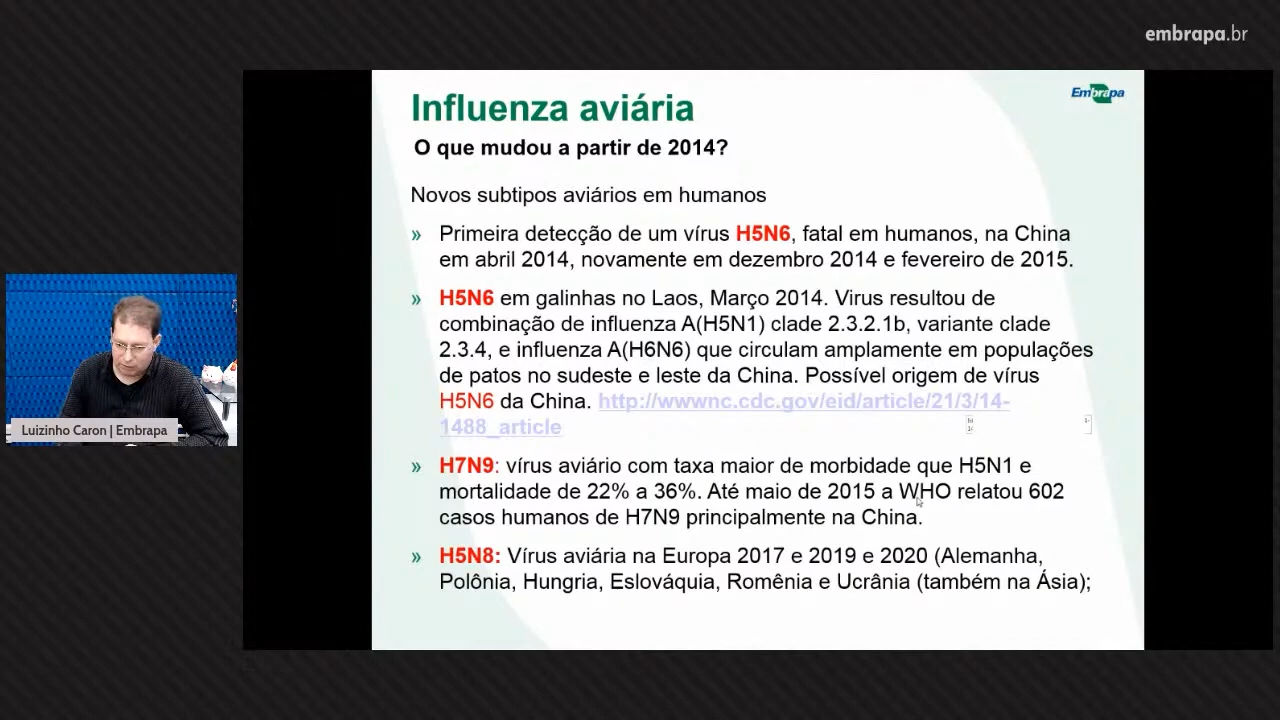 embrapa.br
Influenza aviária
Embrapa
O que mudou a partir de 2014?
Novos subtipos aviários em humanos
» Primeira detecção de um vírus H5N6, fatal em humanos, na China
em abril 2014, novamente em dezembro 2014 e fevereiro de 2015.
» H5N6 em galinhas no Laos, Março 2014. Virus resultou de
combinação de influenza A(H5N1) clade 2.3.2.1b, variante clade
2.3.4, e influenza A(H6N6) que circulam amplamente em populações
de patos no sudeste e leste da China. Possível origem de vírus
H5N6 da China. http://wwwnc.cdc.gov/eid/article/21/3/14-
1488_article
» H7N9: vírus aviário com taxa maior de morbidade que H5N1 e
mortalidade de 22% a 36%. Até maio de 2015 a WHO relatou 602
casos humanos de H7N9 principalmente na China.
» H5N8: Vírus aviária na Europa 2017 e 2019 e 2020 (Alemanha,
Polônia, Hungria, Eslováquia, Romênia e Ucrânia (também na Ásia);
Luizinho Caron | Embrapa